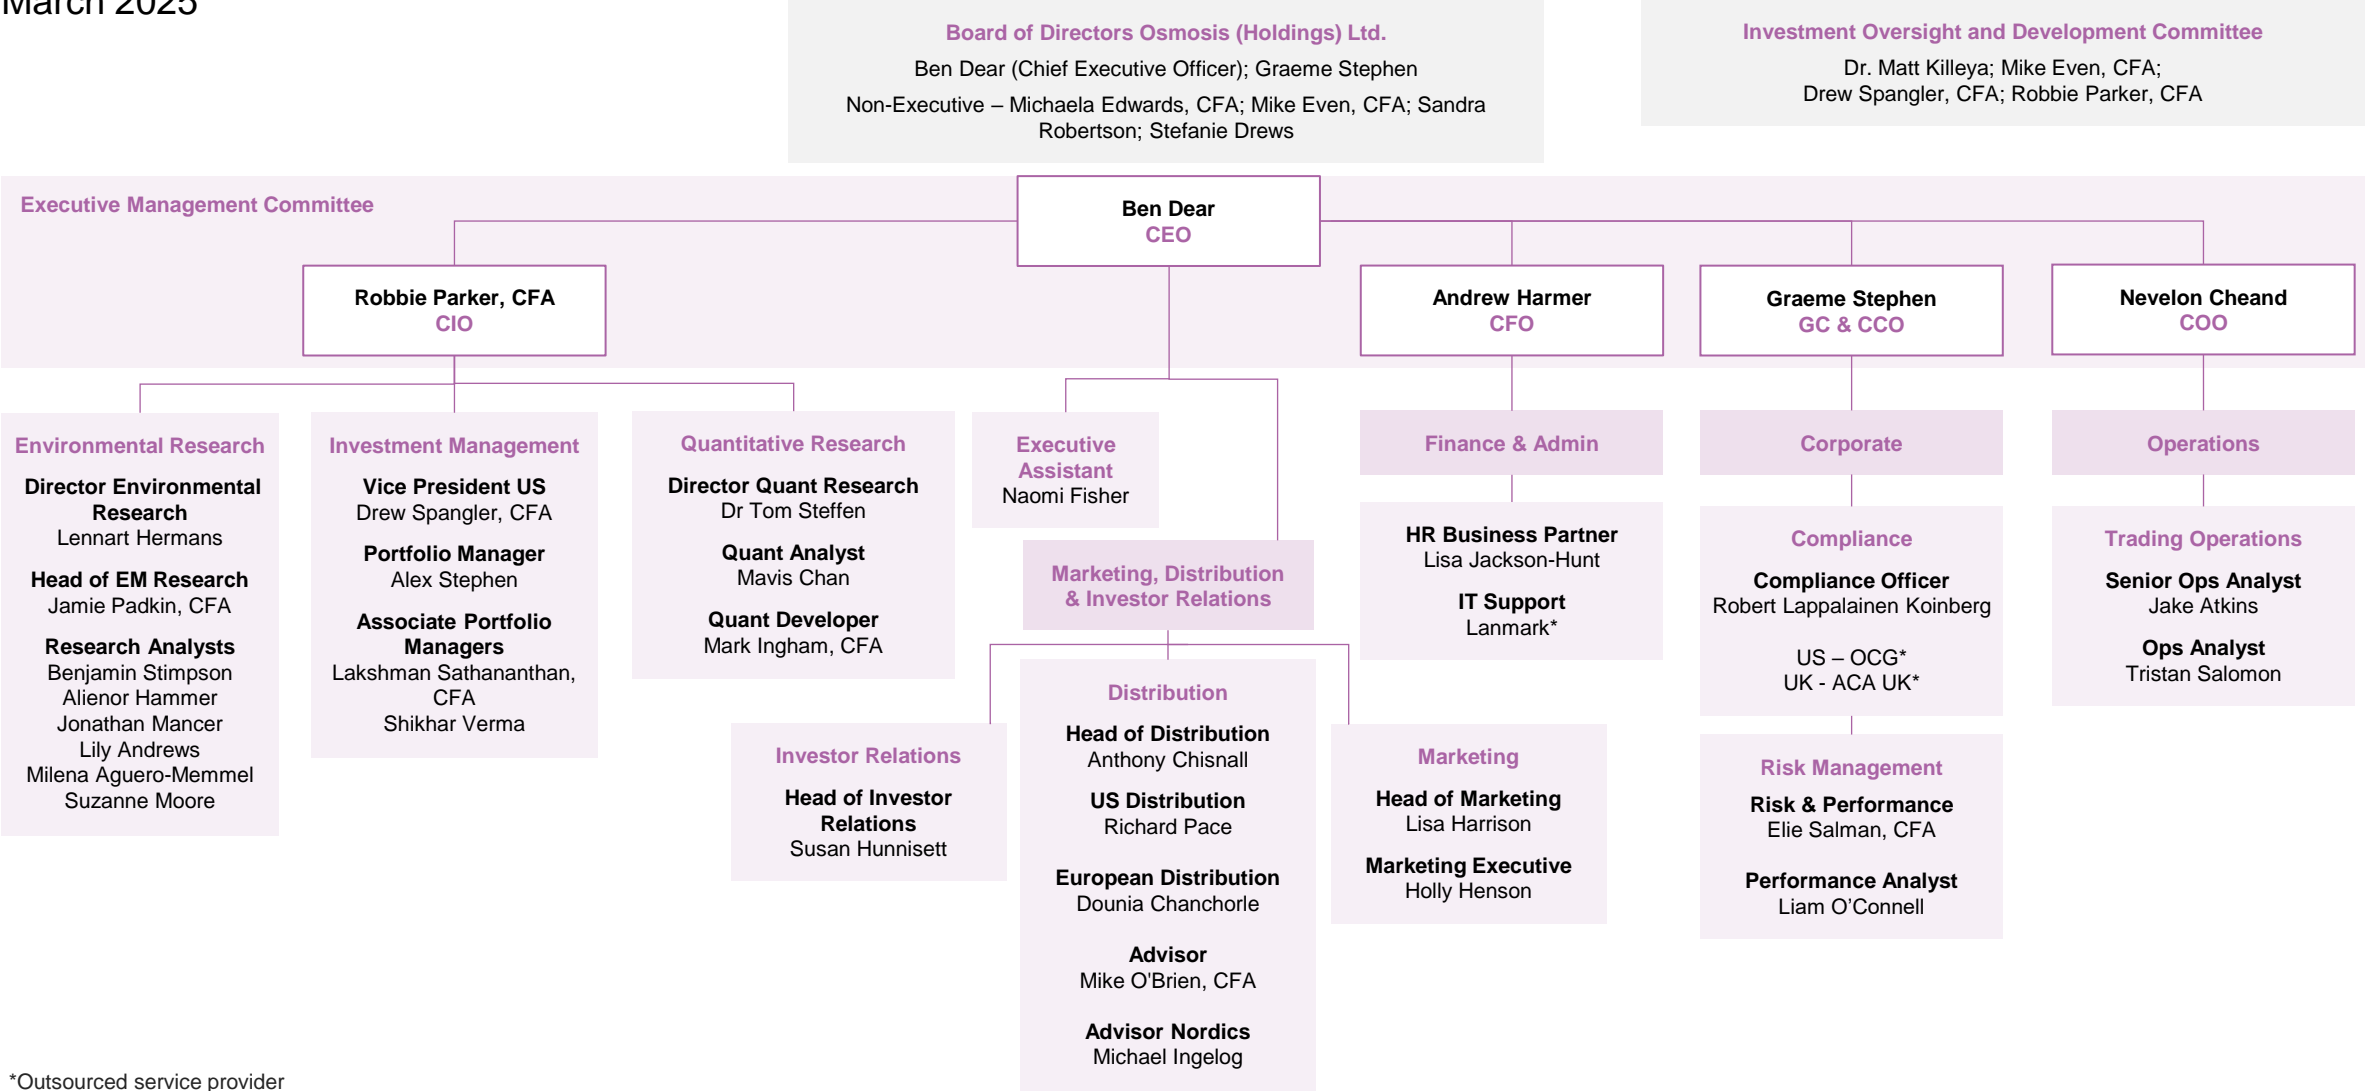 March 2025
Board of Directors Osmosis (Holdings) Ltd.
Ben Dear (Chief Executive Officer); Graeme Stephen
Non-Executive – Michaela Edwards, CFA; Mike Even, CFA; Sandra
Robertson; Stefanie Drews
Investment Oversight and Development Committee
Dr. Matt Killeya; Mike Even, CFA;
Drew Spangler, CFA; Robbie Parker, CFA
Executive Management Committee
Ben Dear
CEO
Robbie Parker, CFA
CIO
Andrew Harmer
CFO
Graeme Stephen
GC & CCO
Nevelon Cheand
COO
Environmental Research
Director Environmental
Research
Lennart Hermans
Head of EM Research
Jamie Padkin, CFA
Research Analysts
Benjamin Stimpson
Alienor Hammer
Jonathan Mancer
Lily Andrews
Milena Aguero-Memmel
Suzanne Moore
Investment Management
Vice President US
Drew Spangler, CFA
Portfolio Manager
Alex Stephen
Associate Portfolio
Managers
Lakshman Sathananthan,
CFA
Shikhar Verma
Quantitative Research
Director Quant Research
Dr Tom Steffen
Quant Analyst
Mavis Chan
Quant Developer
Mark Ingham, CFA
Executive
Assistant
Naomi Fisher
Marketing, Distribution
& Investor Relations
Investor Relations
Head of Investor
Relations
Susan Hunnisett
Distribution
Head of Distribution
Anthony Chisnall
US Distribution
Richard Pace
European Distribution
Dounia Chanchorle
Advisor
Mike O'Brien, CFA
Advisor Nordics
Michael Ingelog
Marketing
Head of Marketing
Lisa Harrison
Marketing Executive
Holly Henson
Finance & Admin
HR Business Partner
Lisa Jackson-Hunt
IT Support
Lanmark*
Corporate
Compliance
Compliance Officer
Robert Lappalainen Koinberg
US – OCG*
UK - ACA UK*
Risk Management
Risk & Performance
Elie Salman, CFA
Performance Analyst
Liam O’Connell
Operations
Trading Operations
Senior Ops Analyst
Jake Atkins
Ops Analyst
Tristan Salomon
*Outsourced service provider